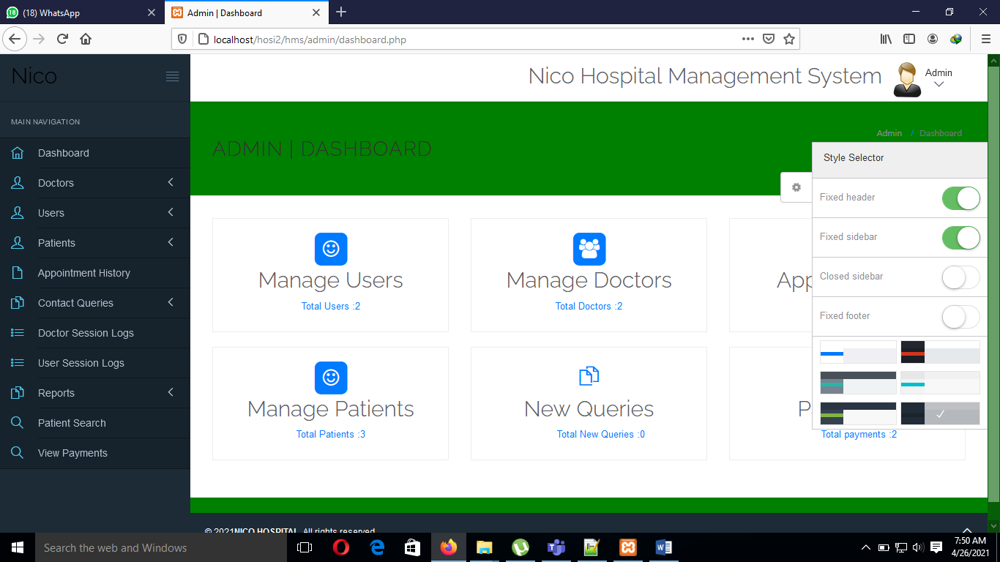 (18) WhatsApp
Admin | Dashboard
localhost/hosi2/hms/admin/dashboard.php
Nico
Nico Hospital Management System
Admin
MAIN NAVIGATION
Dashboard
Doctors
Users
Patients
Appointment History
Contact Queries
Doctor Session Logs
User Session Logs
Reports
Patient Search
View Payments
ADMIN | DASHBOARD
Admin / Dashboard
Style Selector
Fixed header
Fixed sidebar
Closed sidebar
Fixed footer
Manage Users
Total Users :2
Manage Doctors
Total Doctors :2
App
Manage Patients
Total Patients :3
New Queries
Total New Queries :0
P
Total payments :2
© 2021 NICO HOSPITAL. All rights reserved
Search the web and Windows
7:50 AM
4/26/2021